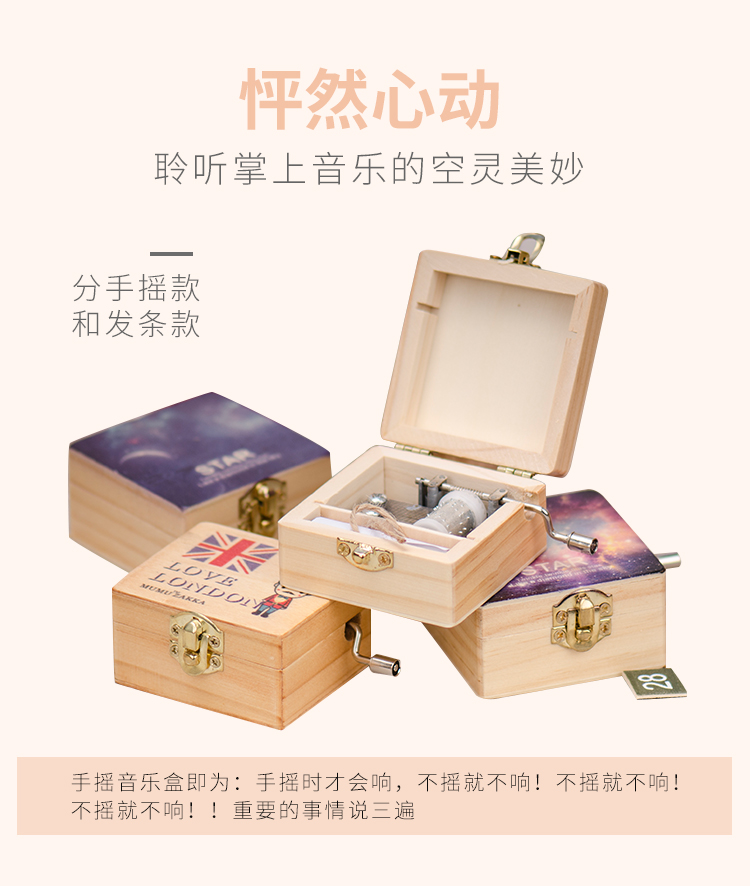 怦然心动
聆听掌上音乐的空灵美妙
分手摇款
和发条款
STAR
LOVE
LONDON
MUMU ZAKKA
STAR
28
手摇音乐盒即为：手摇时才会响，不摇就不响！不摇就不响！
不摇就不响！！重要的事情说三遍